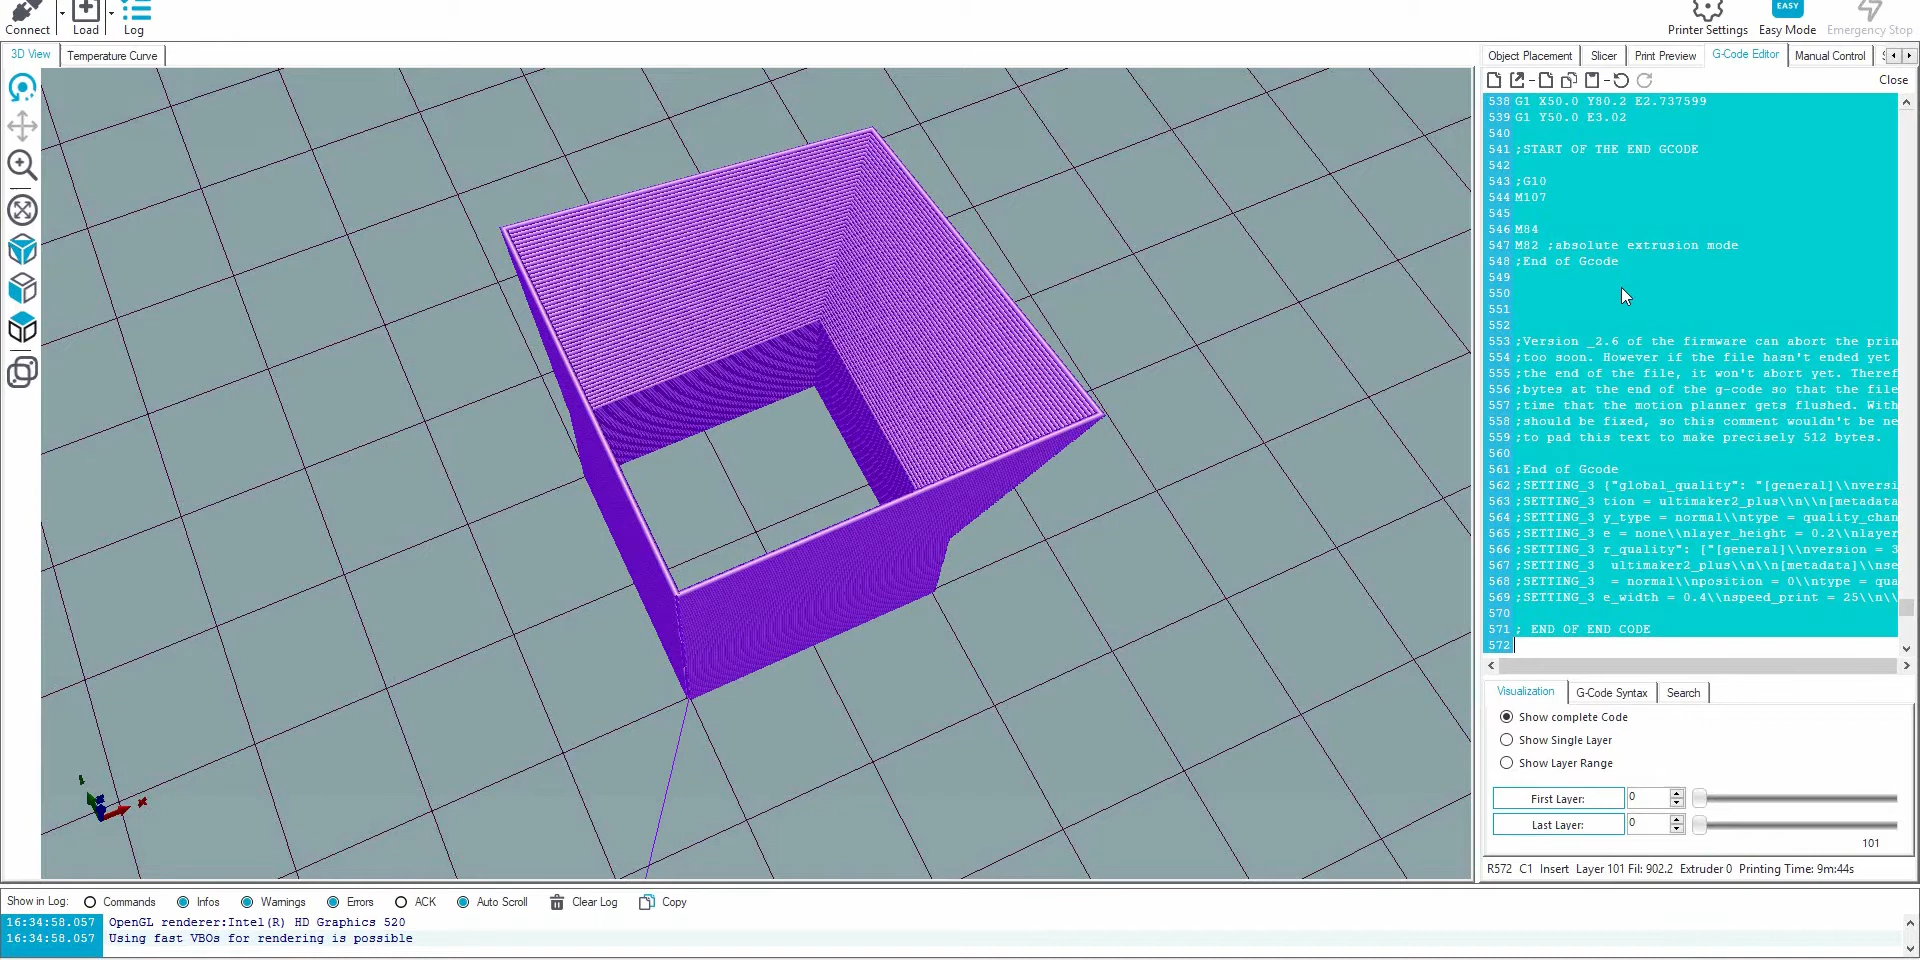 Connect
Load
Log
Printer Settings
EASY
Easy Mode
Emergency Stop
3D View
Temperature Curve
Object Placement
Slicer
Print Preview
G-Code Editor
Manual Control
Close
538 G1 X50.0 Y80.2 E2.737599
539 G1 Y50.0 E3.02
540
541 ;START OF THE END GCODE
542
543 ;G10
544 M107
545
546 M84
547 M82 ;absolute extrusion mode
548 ;End of Gcode
549
550
551
552
553 ;Version _2.6 of the firmware can abort the prin
554 ;too soon. However if the file hasn't ended yet
555 ;the end of the file, it won't abort yet. Theref
556 ;bytes at the end of the g-code so that the file
557 ;time that the motion planner gets flushed. With
558 ;should be fixed, so this comment wouldn't be ne
559 ;to pad this text to make precisely 512 bytes.
560
561 ;End of Gcode
562 ;SETTING_3 {"global_quality": "[general]\\nversi
563 ;SETTING_3 tion = ultimaker2_plus\\n\\n[metadata
564 ;SETTING_3 y_type = normal\\ntype = quality_chan
565 ;SETTING_3 e = none\\nlayer_height = 0.2\\nlayer
566 ;SETTING_3 r_quality": ["[general]\\nversion = 3
567 ;SETTING_3  ultimaker2_plus\\n\\n[metadata]\\nse
568 ;SETTING_3  = normal\\nposition = 0\\ntype = qua
569 ;SETTING_3 e_width = 0.4\\nspeed_print = 25\\n\\
570
571 ; END OF END CODE
572
Visualization
G-Code Syntax
Search
Show complete Code
Show Single Layer
Show Layer Range
First Layer: 0
Last Layer: 0
101
R572 C1 Insert Layer 101 Fil: 902.2 Extruder 0 Printing Time: 9m:44s
Show in Log: Commands Infos Warnings Errors ACK Auto Scroll Clear Log Copy
16:34:58.057 OpenGL renderer:Intel(R) HD Graphics 520
16:34:58.057 Using fast VBOs for rendering is possible